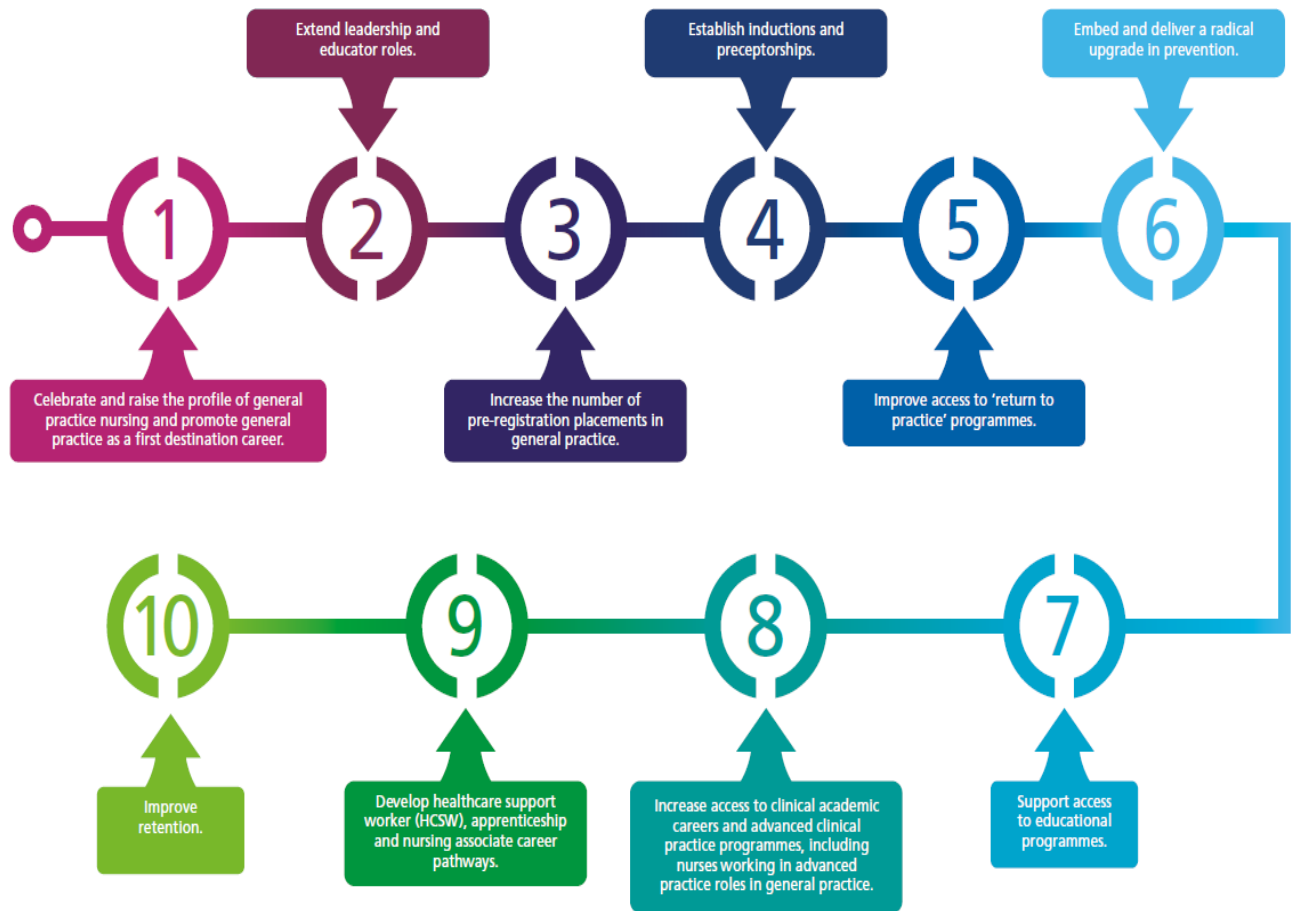 Extend leadership and
educator roles.
Establish inductions and
preceptorships.
Embed and deliver a radical
upgrade in prevention.
1
2
3
4
5
6
Celebrate and raise the profile of general
practice nursing and promote general
practice as a first destination career.
Increase the number of
pre-registration placements in
general practice.
Improve access to ‘return to
practice’ programmes.
10
9
8
7
Improve
retention.
Develop healthcare support
worker (HCSW), apprenticeship
and nursing associate career
pathways.
Increase access to clinical academic
careers and advanced clinical
practice programmes, including
nurses working in advanced
practice roles in general practice.
Support access
to educational
programmes.